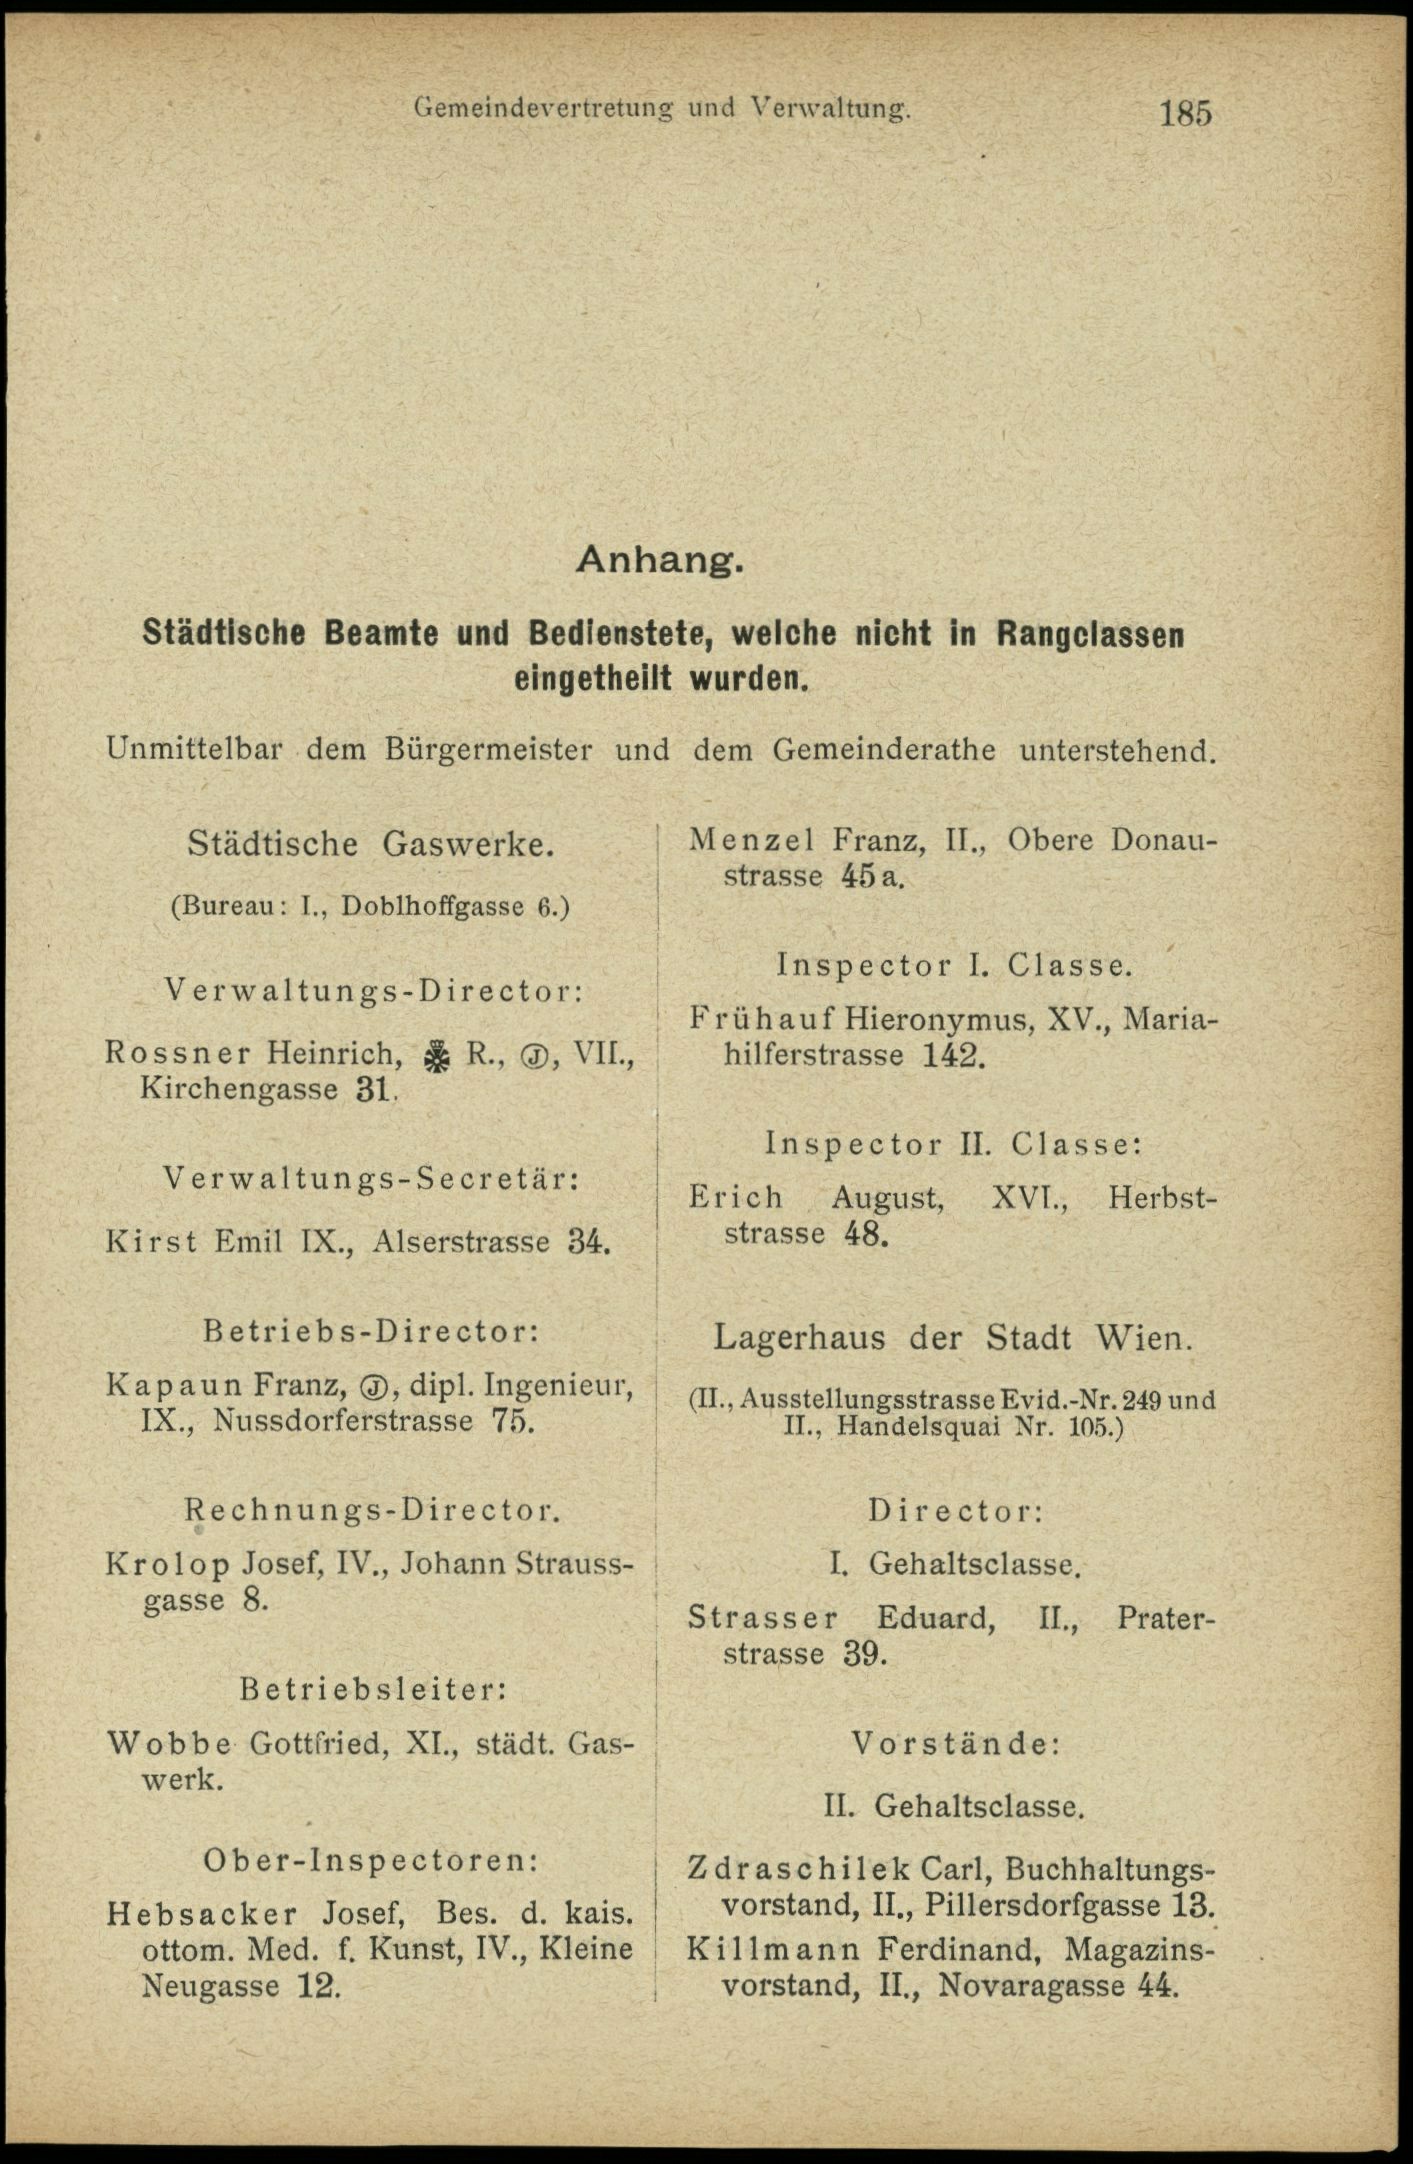 Gemeindevertretung und Verwaltung. 185
Anhang.
Städtische Beamte und Bedienstete, welche nicht in Rangclassen
eingetheilt wurden.
Unmittelbar dem Bürgermeister und dem Gemeinderathe unterstehend.
Städtische Gaswerke.
(Bureau: I., Doblhoffgasse 6.)
Verwaltungs-Director:
Rossner Heinrich, R., Ⓙ, VII.,
Kirchengasse 31.
Verwaltungs-Secretär:
Kirst Emil IX., Alserstrasse 34.
Betriebs-Director:
Kapaun Franz, Ⓙ, dipl. Ingenieur,
IX., Nussdorferstrasse 75.
Rechnungs-Director.
Krolop Josef, IV., Johann Strauss-
gasse 8.
Betriebsleiter:
Wobbe Gottfried, XI., städt. Gas-
werk.
Ober-Inspectoren:
Hebsacker Josef, Bes. d. kais.
ottom. Med. f. Kunst, IV., Kleine
Neugasse 12.
Menzel Franz, II., Obere Donau-
strasse 45a.
Inspector I. Classe.
Frühauf Hieronymus, XV., Maria-
hilferstrasse 142.
Inspector II. Classe:
Erich August, XVI., Herbst-
strasse 48.
Lagerhaus der Stadt Wien.
(II., Ausstellungsstrasse Evid.-Nr. 249 und
II., Handelsquai Nr. 105.)
Director:
I. Gehaltsclasse.
Strasser Eduard, II., Prater-
strasse 39.
Vorstände:
II. Gehaltsclasse.
Zdraschilek Carl, Buchhaltungs-
vorstand, II., Pillersdorfgasse 13.
Killmann Ferdinand, Magazins-
vorstand, II., Novaragasse 44.